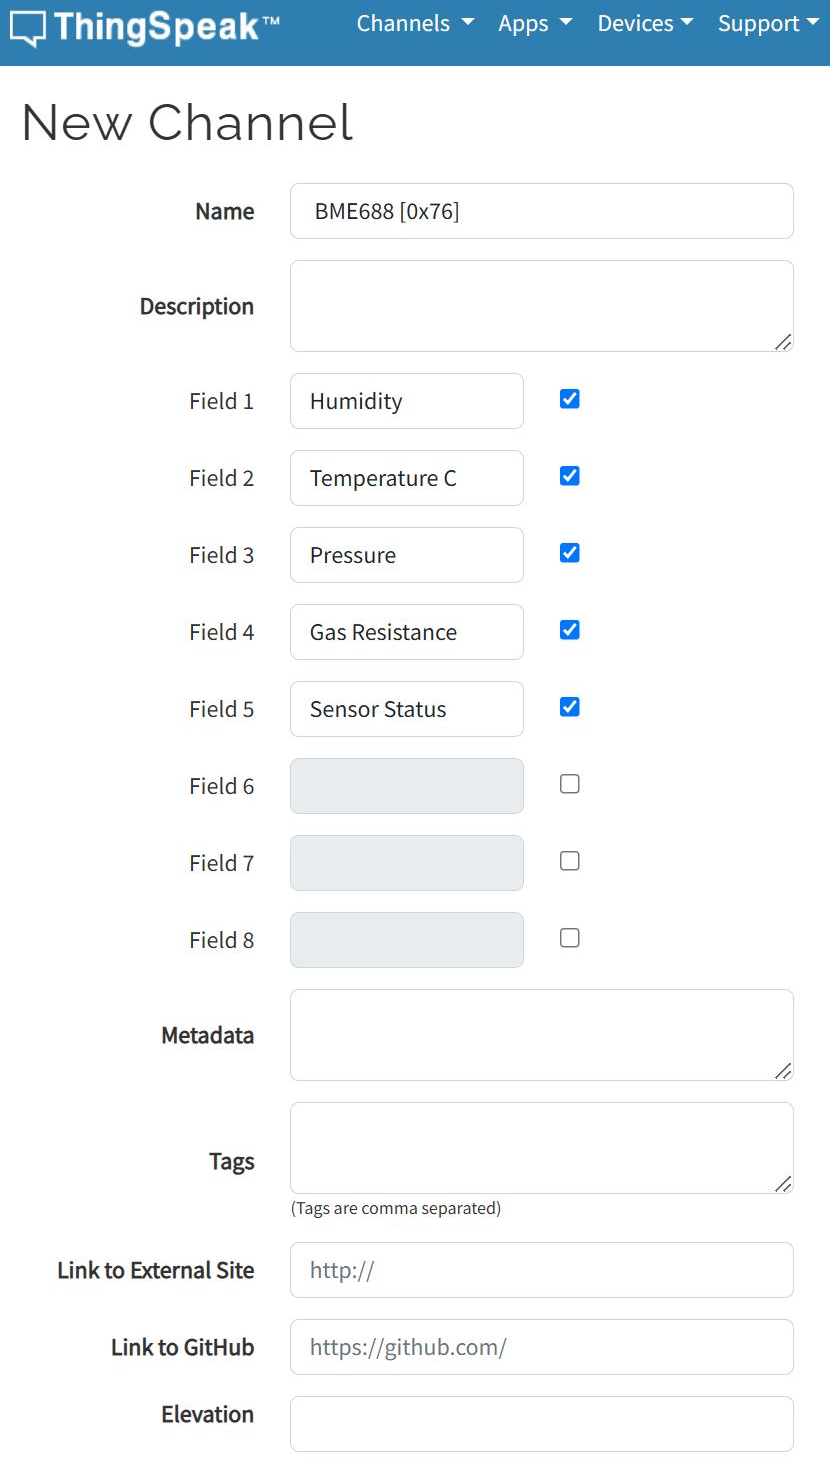 ThingSpeak™ Channels Apps Devices Support
New Channel
Name BME688 [0x76]
Description
Field 1 Humidity
Field 2 Temperature C
Field 3 Pressure
Field 4 Gas Resistance
Field 5 Sensor Status
Field 6
Field 7
Field 8
Metadata
Tags
(Tags are comma separated)
Link to External Site http://
Link to GitHub https://github.com/
Elevation